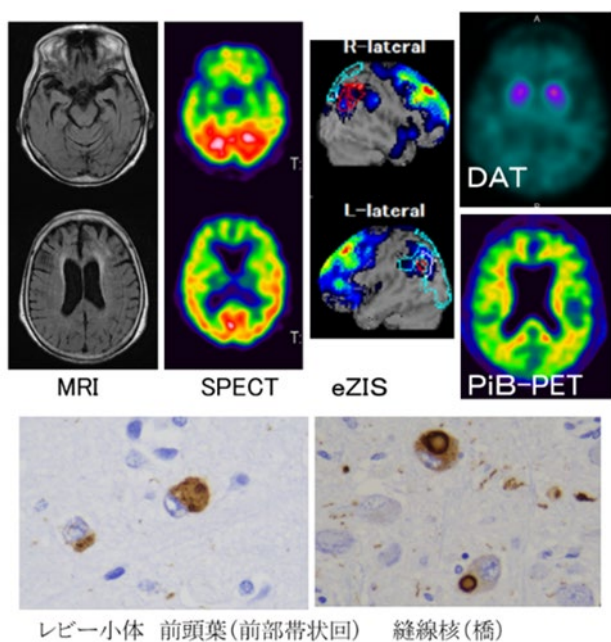 R-lateral
A
DAT
T:
L-lateral
T:
MRI
SPECT
eZIS
PiB-PET
レビー小体 前頭葉(前部帯状回) 縫線核(橋)